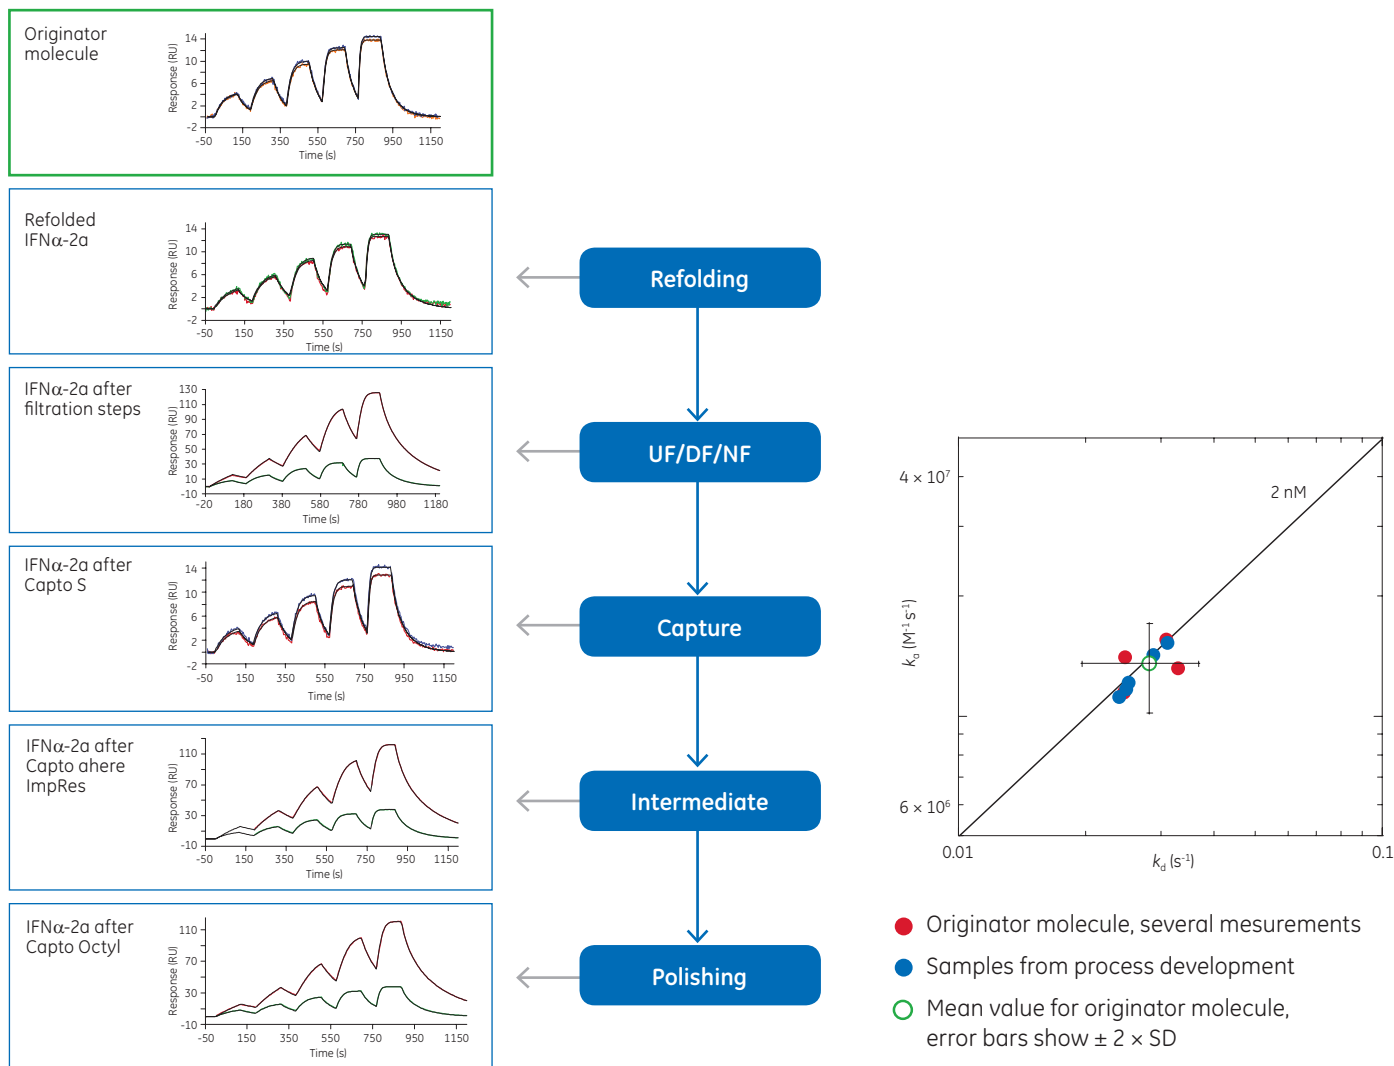 Originator
molecule
Response (RU)
14
10
6
2
-2
-50 150 350 550 750 950 1150
Time (s)
Refolded
IFNα-2a
Response (RU)
14
10
6
2
-2
-50 150 350 550 750 950 1150
Time (s)
Refolding
IFNα-2a after
filtration steps
Response (RU)
130
110
90
70
50
30
10
-10
-20 180 380 580 780 980 1180
Time (s)
UF/DF/NF
IFNα-2a after
Capto S
Response (RU)
14
10
6
2
-2
-50 150 350 550 750 950 1150
Time (s)
Capture
IFNα-2a after
Capto ahere
ImpRes
Response (RU)
110
70
30
-10
-50 150 350 550 750 950 1150
Time (s)
Intermediate
IFNα-2a after
Capto Octyl
Response (RU)
110
70
30
-10
-50 150 350 550 750 950 1150
Time (s)
Polishing
4 × 10⁷
2 nM
kₐ (M⁻¹ s⁻¹)
6 × 10⁶
0.01 0.1
k_d (s⁻¹)
Originator molecule, several mesurements
Samples from process development
Mean value for originator molecule,
error bars show ± 2 × SD